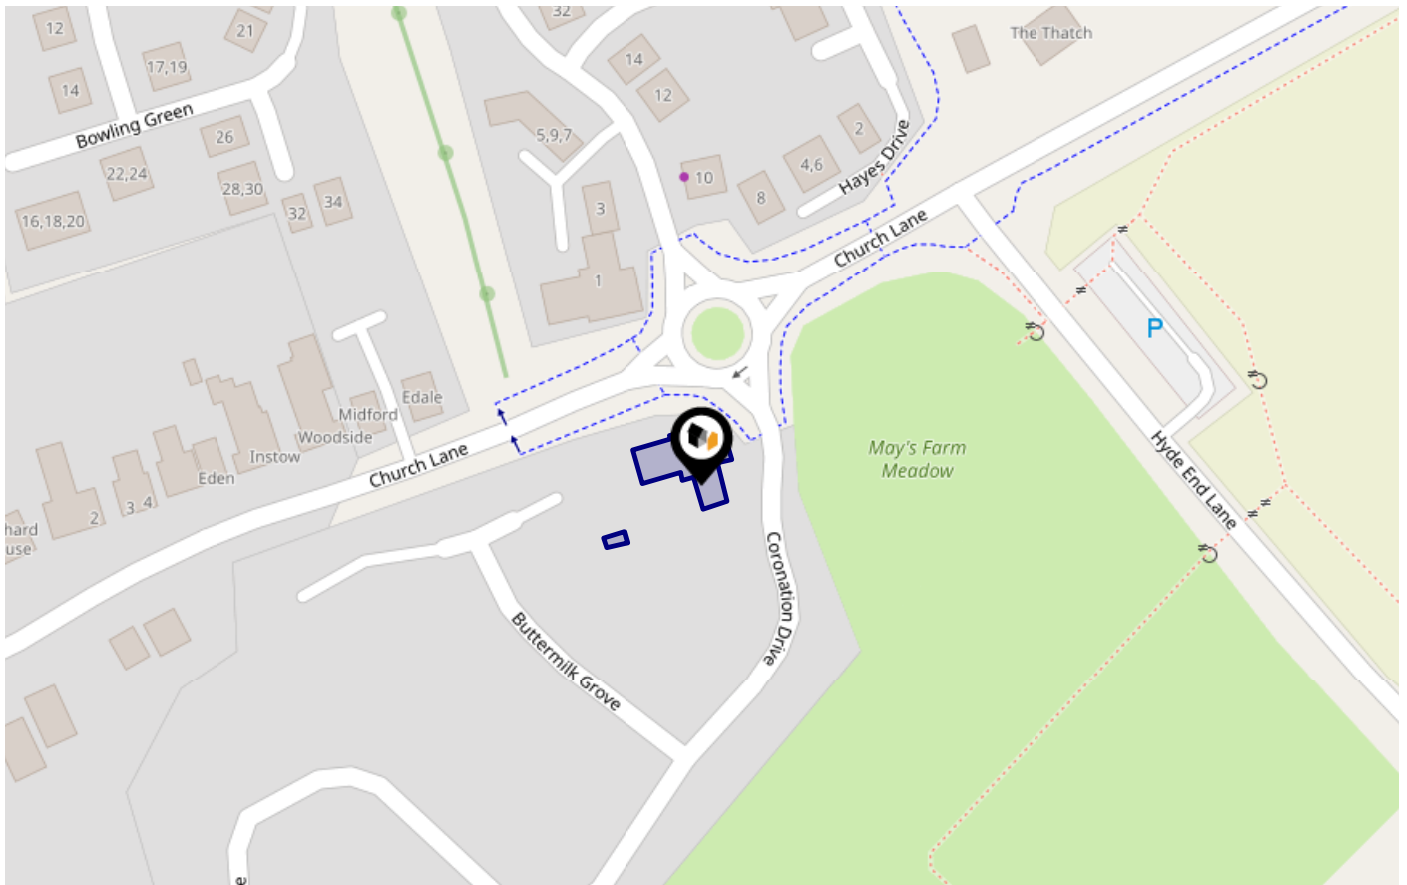 12
21
32
The Thatch
17,19
14
14
12
Bowling Green
26
5,9,7
2
22,24
4,6
Hayes Drive
28,30
10
8
16,18,20
32
34
3
Church Lane
1
P
Edale
Midford
Woodside
Church Lane
Instow
Eden
May's Farm
Meadow
Hyde End Lane
2
3
4
hard
use
Coronation Drive
Buttermilk Grove
e